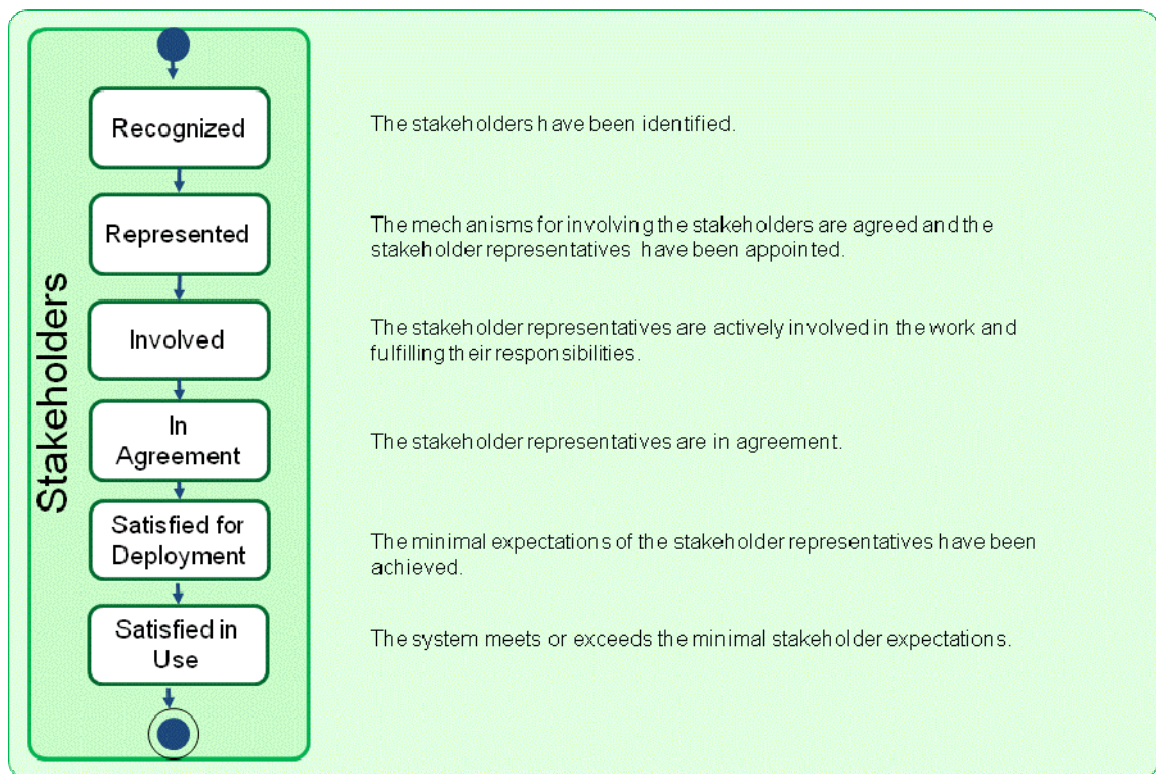 Stakeholders
Recognized
The stakeholders have been identified.
Represented
The mechanisms for involving the stakeholders are agreed and the
stakeholder representatives have been appointed.
Involved
The stakeholder representatives are actively involved in the work and
fulfilling their responsibilities.
In
Agreement
The stakeholder representatives are in agreement.
Satisfied for
Deployment
The minimal expectations of the stakeholder representatives have been
achieved.
Satisfied in
Use
The system meets or exceeds the minimal stakeholder expectations.